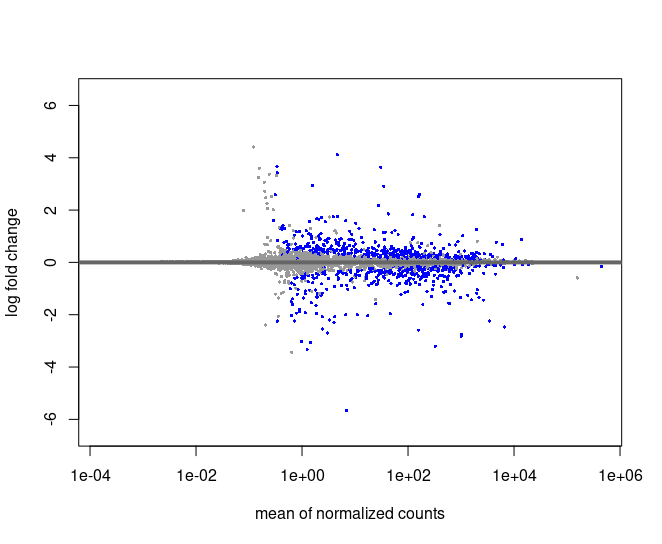 6
4
2
0
-2
-4
-6
log fold change
1e-04
1e-02
1e+00
1e+02
1e+04
1e+06
mean of normalized counts